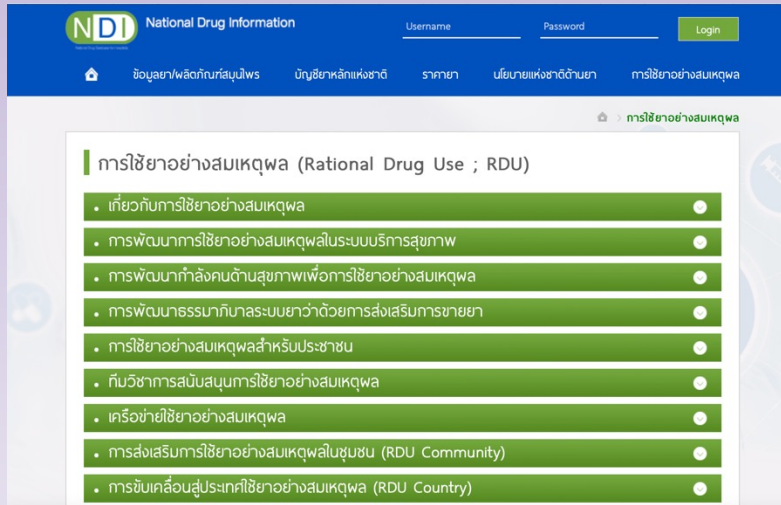 NDI
National Drug Information
Username
Password
Login
ข้อมูลยา/ผลิตภัณฑ์สมุนไพร
บัญชียาหลักแห่งชาติ
ราคายา
นโยบายแห่งชาติด้านยา
การใช้ยาอย่างสมเหตุผล
> การใช้ยาอย่างสมเหตุผล
การใช้ยาอย่างสมเหตุผล (Rational Drug Use ; RDU)
• เกี่ยวกับการใช้ยาอย่างสมเหตุผล
• การพัฒนาการใช้ยาอย่างสมเหตุผลในระบบบริการสุขภาพ
• การพัฒนากำลังคนด้านสุขภาพเพื่อการใช้ยาอย่างสมเหตุผล
• การพัฒนาธรรมาภิบาลระบบยาว่าด้วยการส่งเสริมการขายยา
• การใช้ยาอย่างสมเหตุผลสำหรับประชาชน
• ทีมวิชาการสนับสนุนการใช้ยาอย่างสมเหตุผล
• เครือข่ายใช้ยาอย่างสมเหตุผล
• การส่งเสริมการใช้ยาอย่างสมเหตุผลในชุมชน (RDU Community)
• การขับเคลื่อนสู่ประเทศใช้ยาอย่างสมเหตุผล (RDU Country)